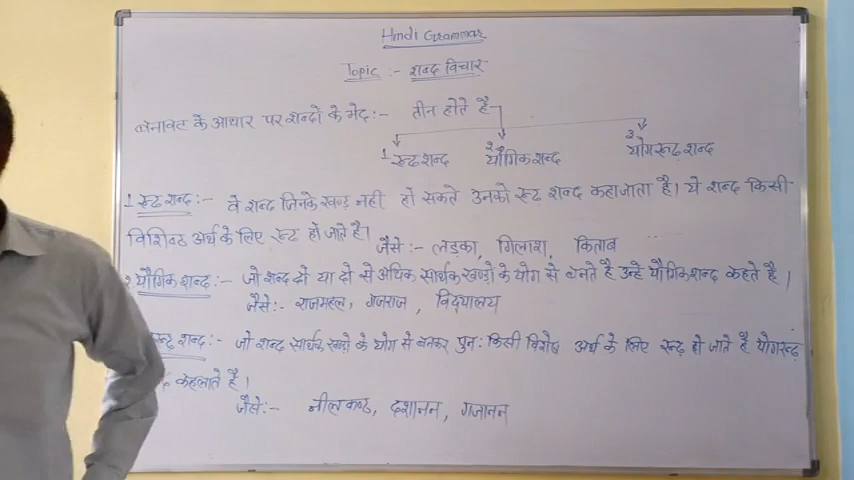 Hindi Grammar
Topic :- शब्द विचार
बनावट के आधार पर शब्दों के भेद :- तीन होते है
1 रूढ शब्द 2 यौगिक शब्द 3 योगरूढ़ शब्द
1 रूढ शब्द :- वे शब्द जिनके खण्ड नही हो सकते उनको रूढ़ शब्द कहा जाता है। ये शब्द किसी
विशिष्ठ अर्थ के लिए रूढ हो जाते है।
जैसे :- लड़का, गिलाश, किताब
2 यौगिक शब्द :- जो शब्द दो या दो से अधिक सार्थक खण्डो के योग से बनते है उन्हे यौगिक शब्द कहते है।
जैसे :- राजमहल, गजराज, विद्यालय
रूढ़ शब्द :- जो शब्द सार्थक खण्डो के योग से बनकर पुन: किसी विशेष अर्थ के लिए रूढ़ हो जाते है योगरूढ़
कहलाते है।
जैसे :- नीलकण्ठ, दशानन, गजानन